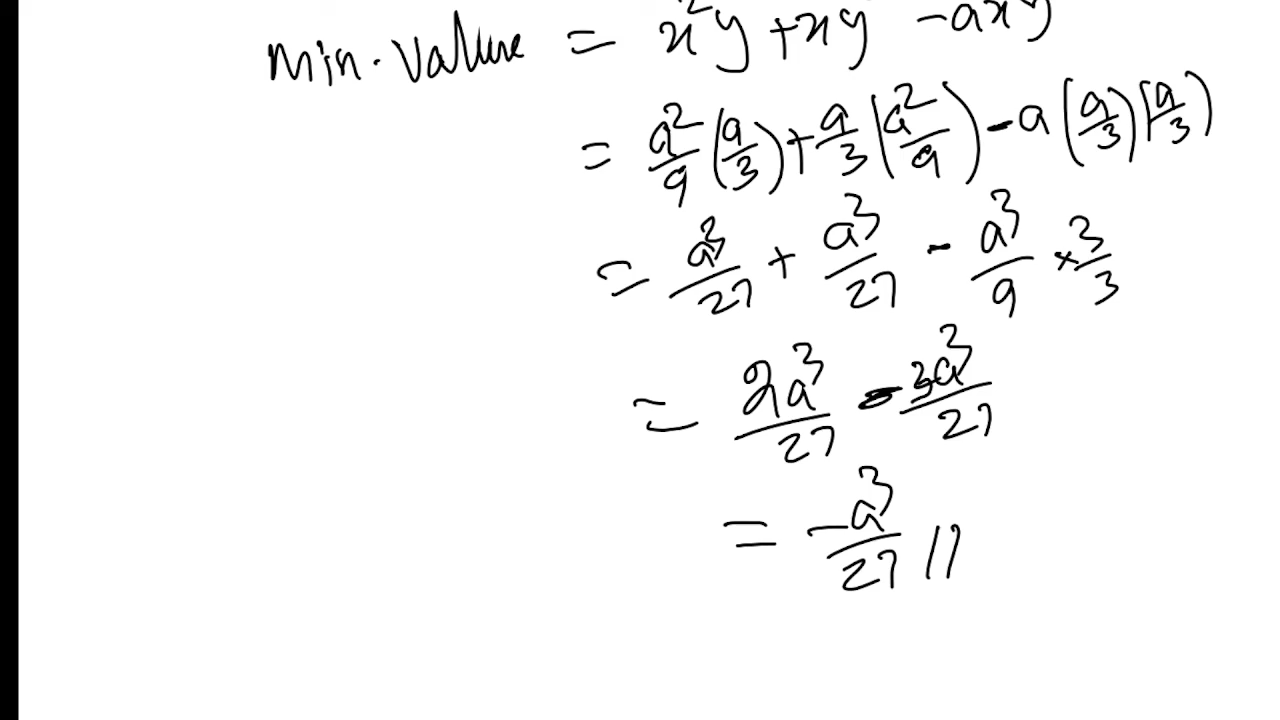 min. value = x²y + xy - axy
= a²/9 (a/3) + a/3 (a²/9) - a (a/3) (a/3)
= a³/27 + a³/27 - a³/9 × 3/3
= 2a³/27 - 3a³/27
= -a³/27 //